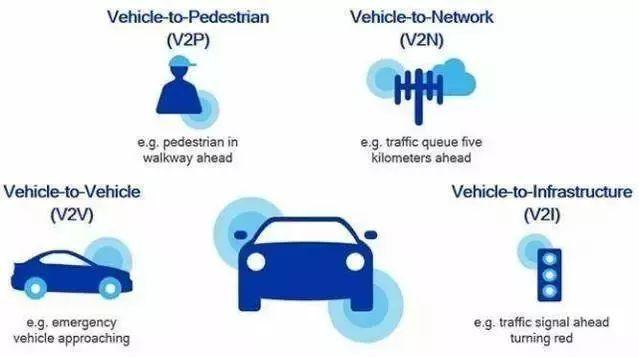 Vehicle-to-Pedestrian
(V2P)
e.g. pedestrian in
walkway ahead
Vehicle-to-Network
(V2N)
e.g. traffic queue five
kilometers ahead
Vehicle-to-Vehicle
(V2V)
e.g. emergency
vehicle approaching
Vehicle-to-Infrastructure
(V2I)
e.g. traffic signal ahead
turning red